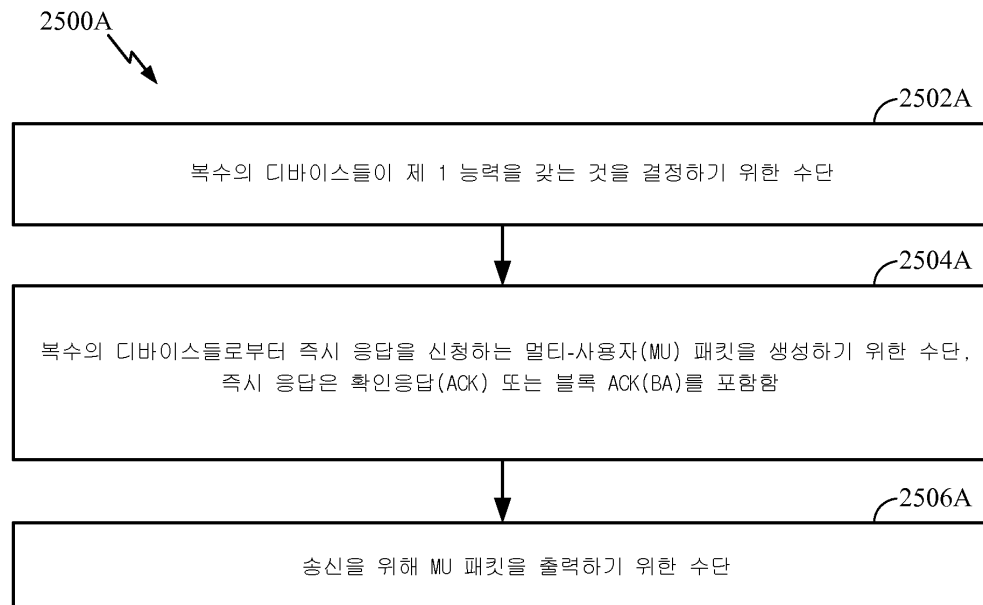 2500A
2502A
복수의 디바이스들이 제 1 능력을 갖는 것을 결정하기 위한 수단
2504A
복수의 디바이스들로부터 즉시 응답을 신청하는 멀티-사용자(MU) 패킷을 생성하기 위한 수단,
즉시 응답은 확인응답(ACK) 또는 블록 ACK(BA)를 포함함
2506A
송신을 위해 MU 패킷을 출력하기 위한 수단